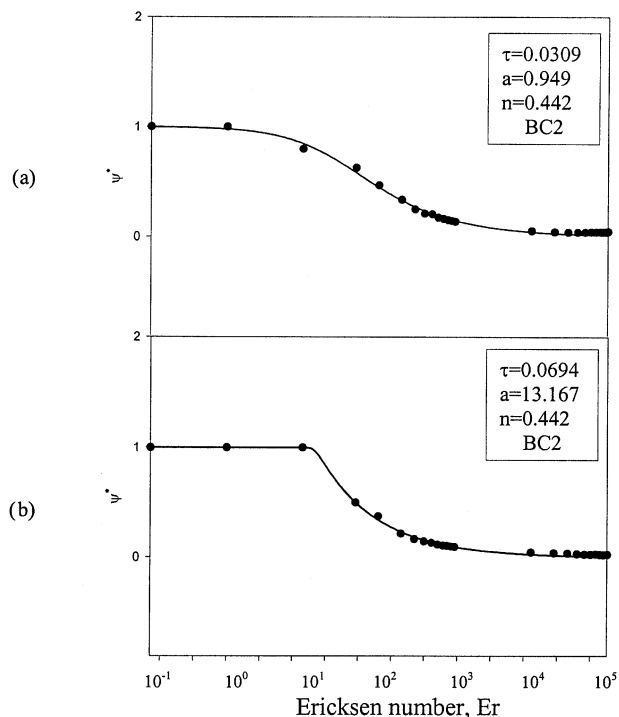 2
τ=0.0309
a=0.949
n=0.442
BC2
(a)
ψ*
1
0
2
τ=0.0694
a=13.167
n=0.442
BC2
(b)
ψ*
1
0
10⁻¹ 10⁰ 10¹ 10² 10³ 10⁴ 10⁵
Ericksen number, Er